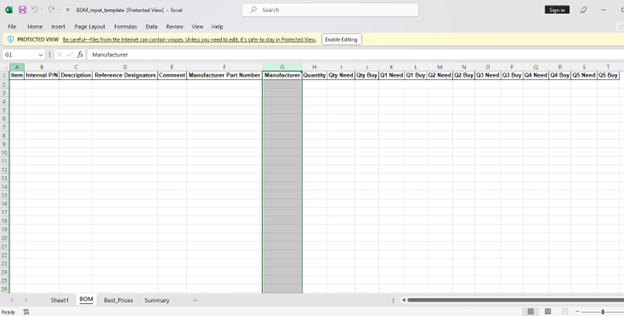 BOM_input_template [Protected View] - Excel
Search
Sign in
File Home Insert Page Layout Formulas Data Review View Help
PROTECTED VIEW Be careful—files from the Internet can contain viruses. Unless you need to edit, it's safer to stay in Protected View. Enable Editing
G1 fx Manufacturer
A B C D E F G H I J K L M N O P Q R S T
1 Item Internal P/N Description Reference Designators Comment Manufacturer Part Number Manufacturer Quantity Qty Need Qty Buy Q1 Need Q1 Buy Q2 Need Q2 Buy Q3 Need Q3 Buy Q4 Need Q4 Buy Q5 Need Q5 Buy
2
3
4
5
6
7
8
9
10
11
12
13
14
15
16
17
18
19
20
21
22
23
24
25
26
Sheet1 BOM Best_Prices Summary
Ready